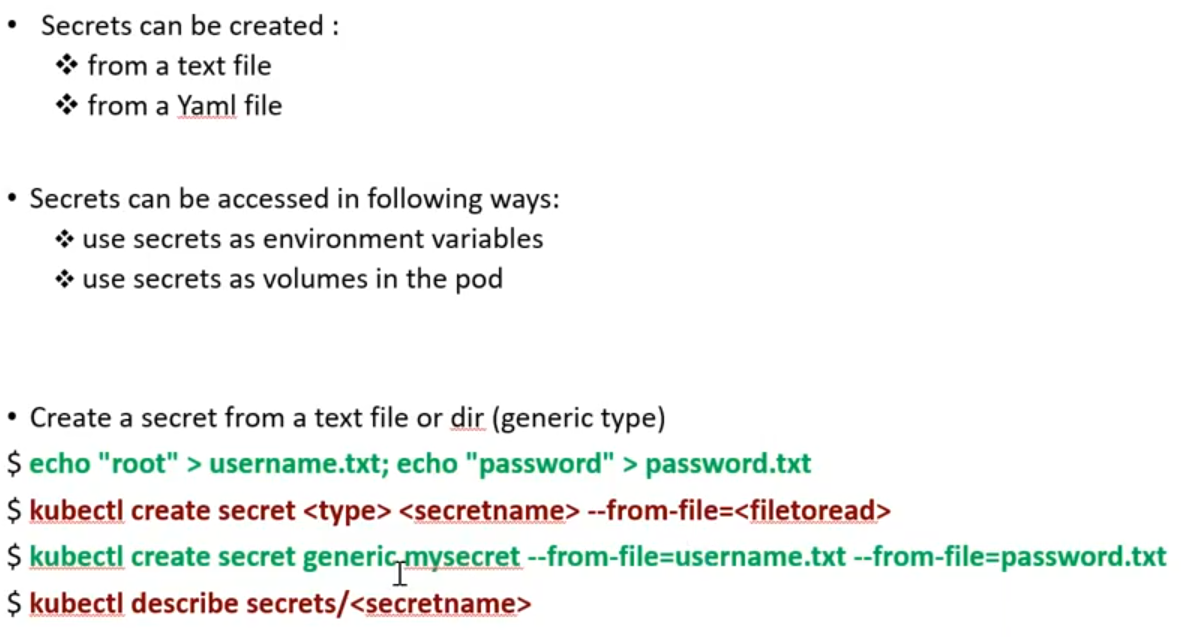 • Secrets can be created :
❖ from a text file
❖ from a Yaml file
• Secrets can be accessed in following ways:
❖ use secrets as environment variables
❖ use secrets as volumes in the pod
• Create a secret from a text file or dir (generic type)
$ echo "root" > username.txt; echo "password" > password.txt
$ kubectl create secret <type> <secretname> --from-file=<filetoread>
$ kubectl create secret generic mysecret --from-file=username.txt --from-file=password.txt
$ kubectl describe secrets/<secretname>